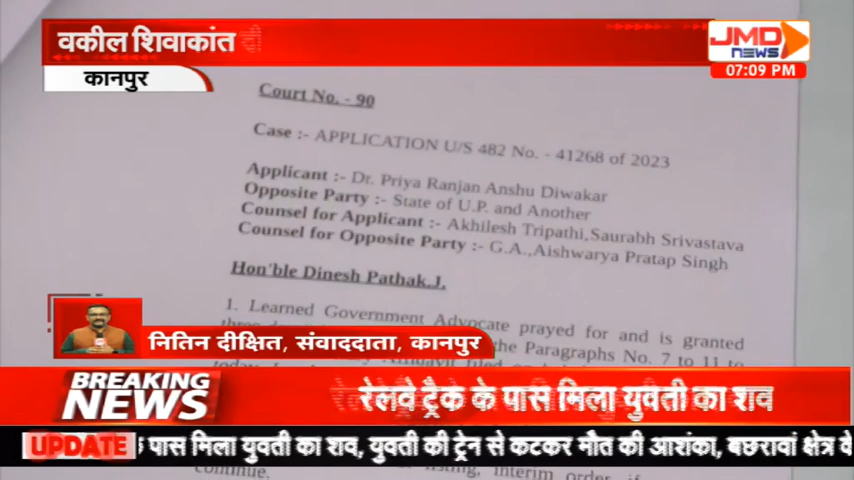 वकील शिवाकांत
JMD
NEWS
07:09 PM
कानपुर
Court No. - 90
Case :- APPLICATION U/S 482 No. - 41268 of 2023
Applicant :- Dr. Priya Ranjan Anshu Diwakar
Opposite Party :- State of U.P. and Another
Counsel for Applicant :- Akhilesh Tripathi,Saurabh Srivastava
Counsel for Opposite Party :- G.A.,Aishwarya Pratap Singh
Hon'ble Dinesh Pathak,J.
1. Learned Government Advocate prayed for and is granted
the Paragraphs No. 7 to 11 to
नितिन दीक्षित, संवाददाता, कानपुर
BREAKING
NEWS
रेलवे ट्रैक के पास मिला युवती का शव
UPDATE
पास मिला युवती का शव, युवती की ट्रेन से कटकर मौत की आशंका, बछरावां क्षेत्र
continue.
interim order